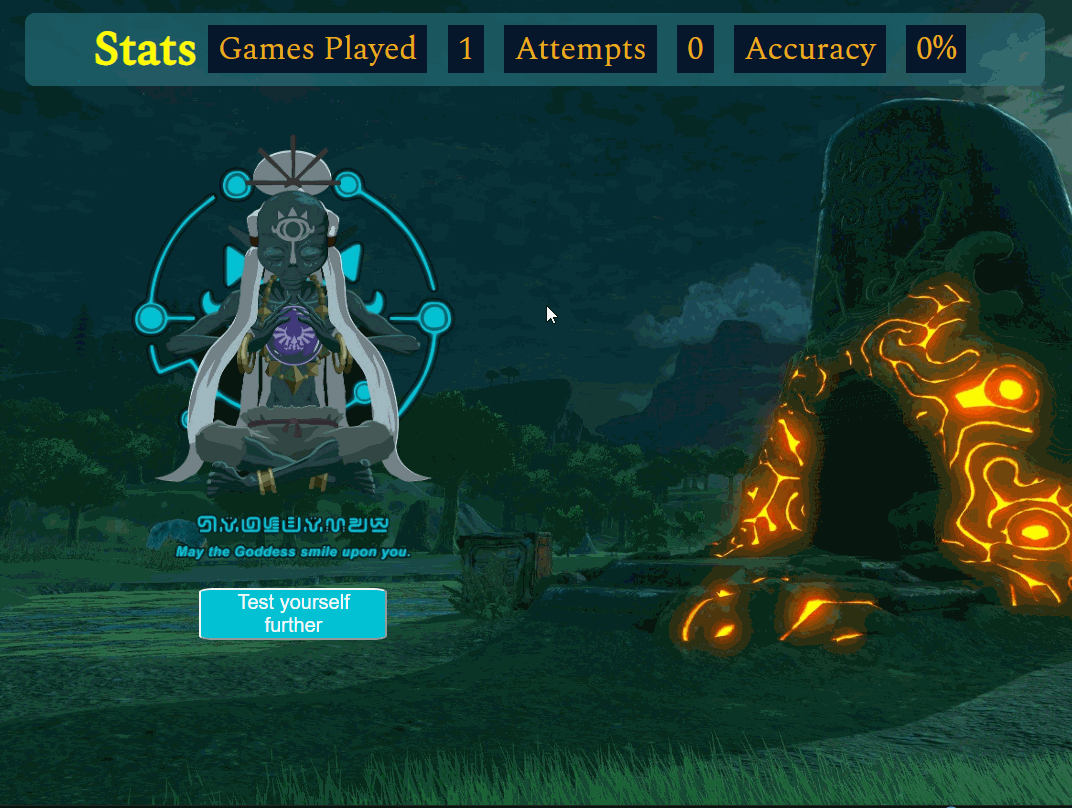 Stats Games Played 1 Attempts 0 Accuracy 0%
May the Goddess smile upon you.
Test yourself
further